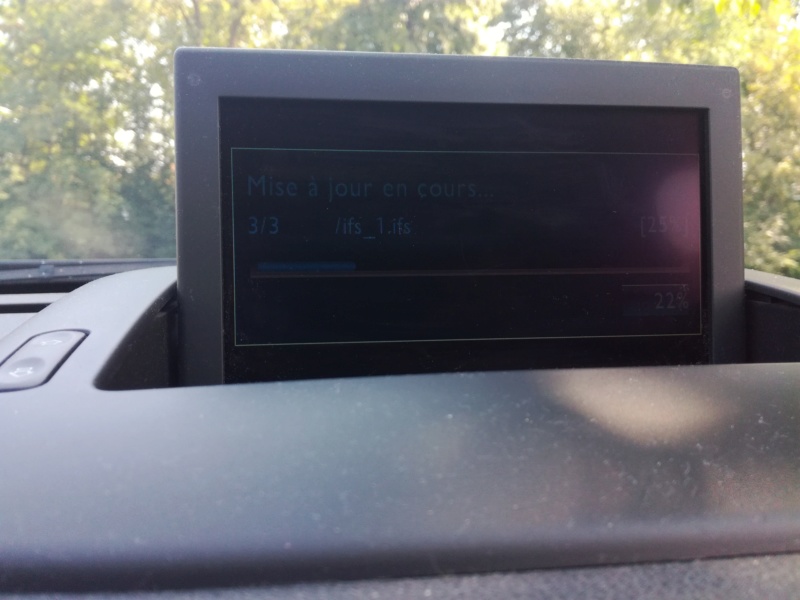 Mise à jour en cours...
3/3 /ifs_1.ifs
22%